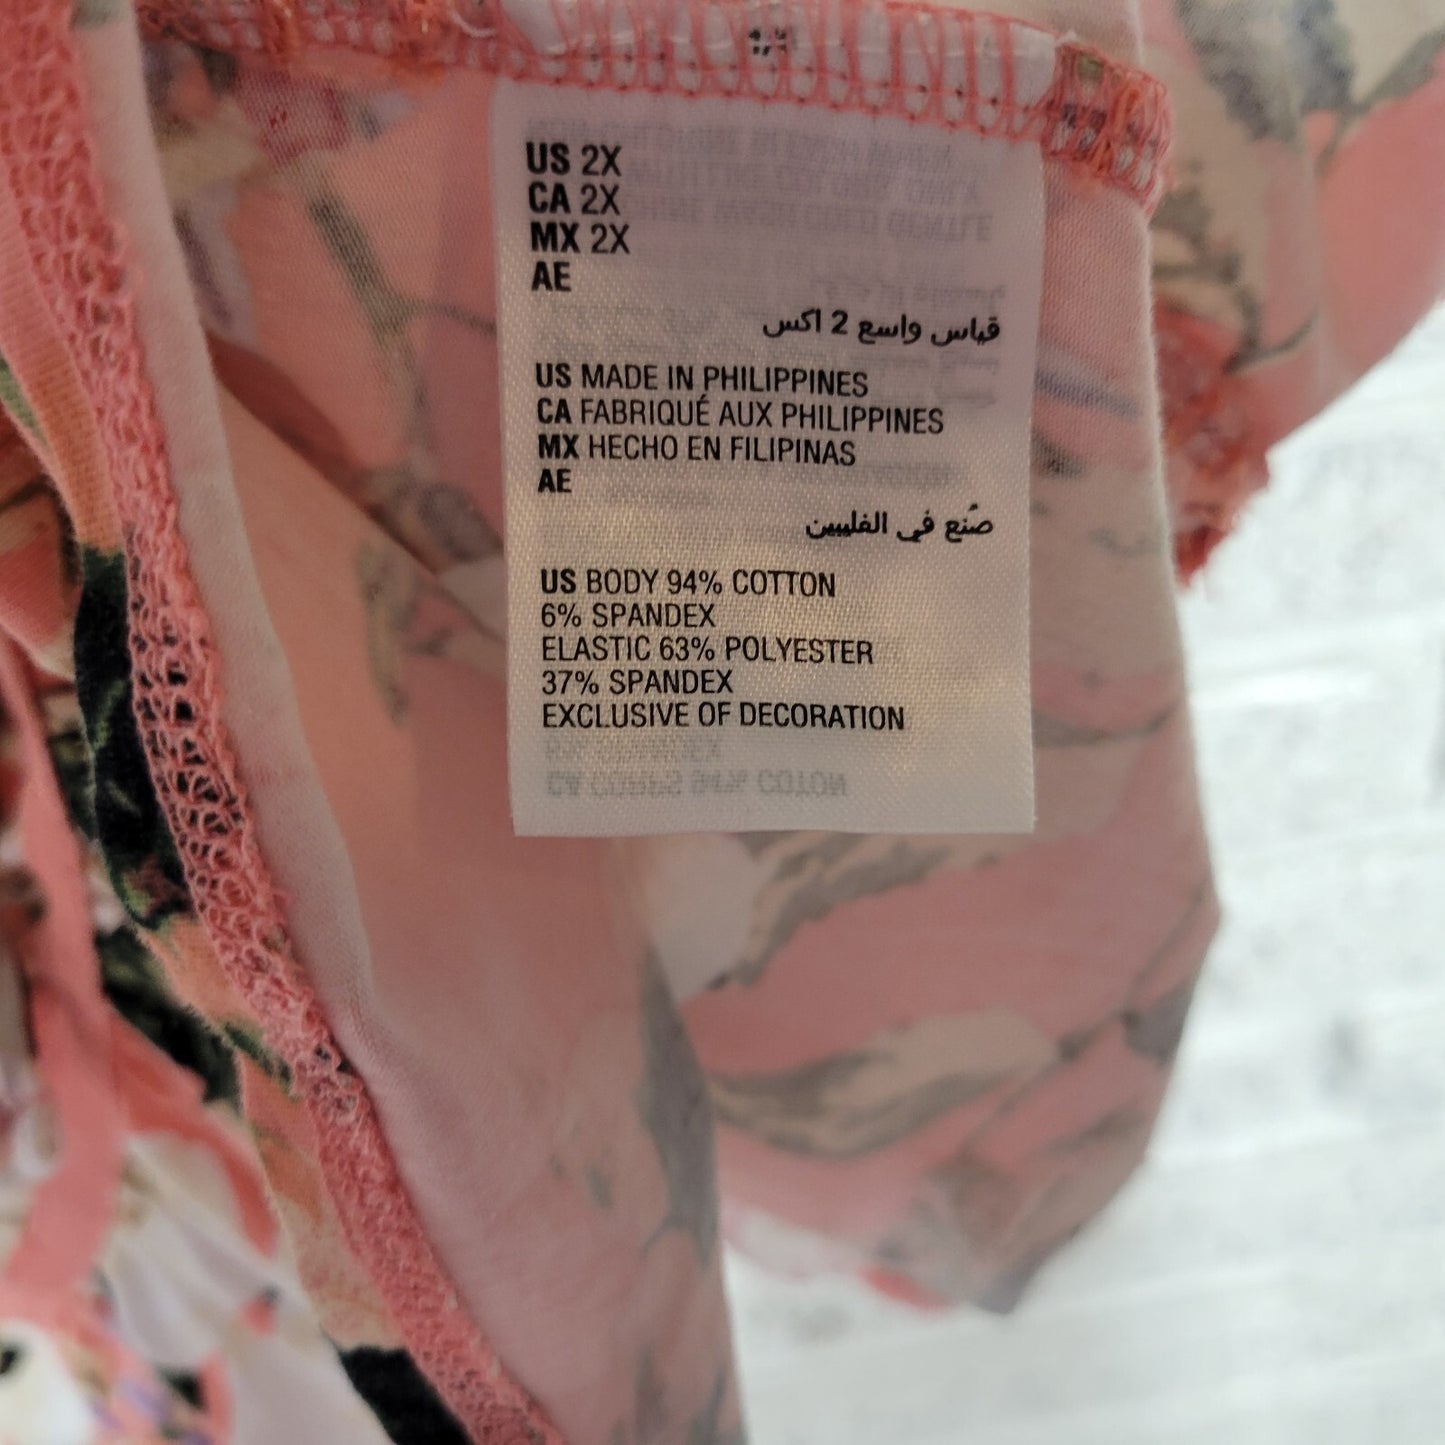 US 2X
CA 2X
MX 2X
AE
قياس واسع 2 اكس
US MADE IN PHILIPPINES
CA FABRIQUÉ AUX PHILIPPINES
MX HECHO EN FILIPINAS
AE
صُنع في الفليبين
US BODY 94% COTTON
6% SPANDEX
ELASTIC 63% POLYESTER
37% SPANDEX
EXCLUSIVE OF DECORATION